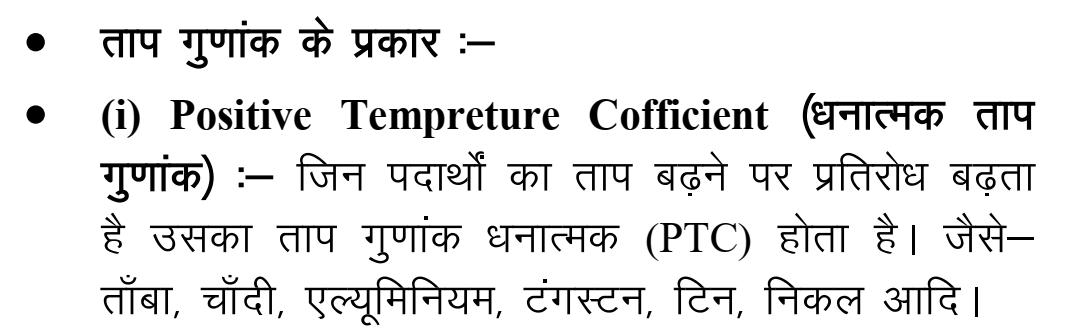 • ताप गुणांक के प्रकार :–
• (i) Positive Tempreture Cofficient (धनात्मक ताप
गुणांक) :– जिन पदार्थों का ताप बढ़ने पर प्रतिरोध बढ़ता
है उसका ताप गुणांक धनात्मक (PTC) होता है। जैसे–
ताँबा, चाँदी, एल्यूमिनियम, टंगस्टन, टिन, निकल आदि।